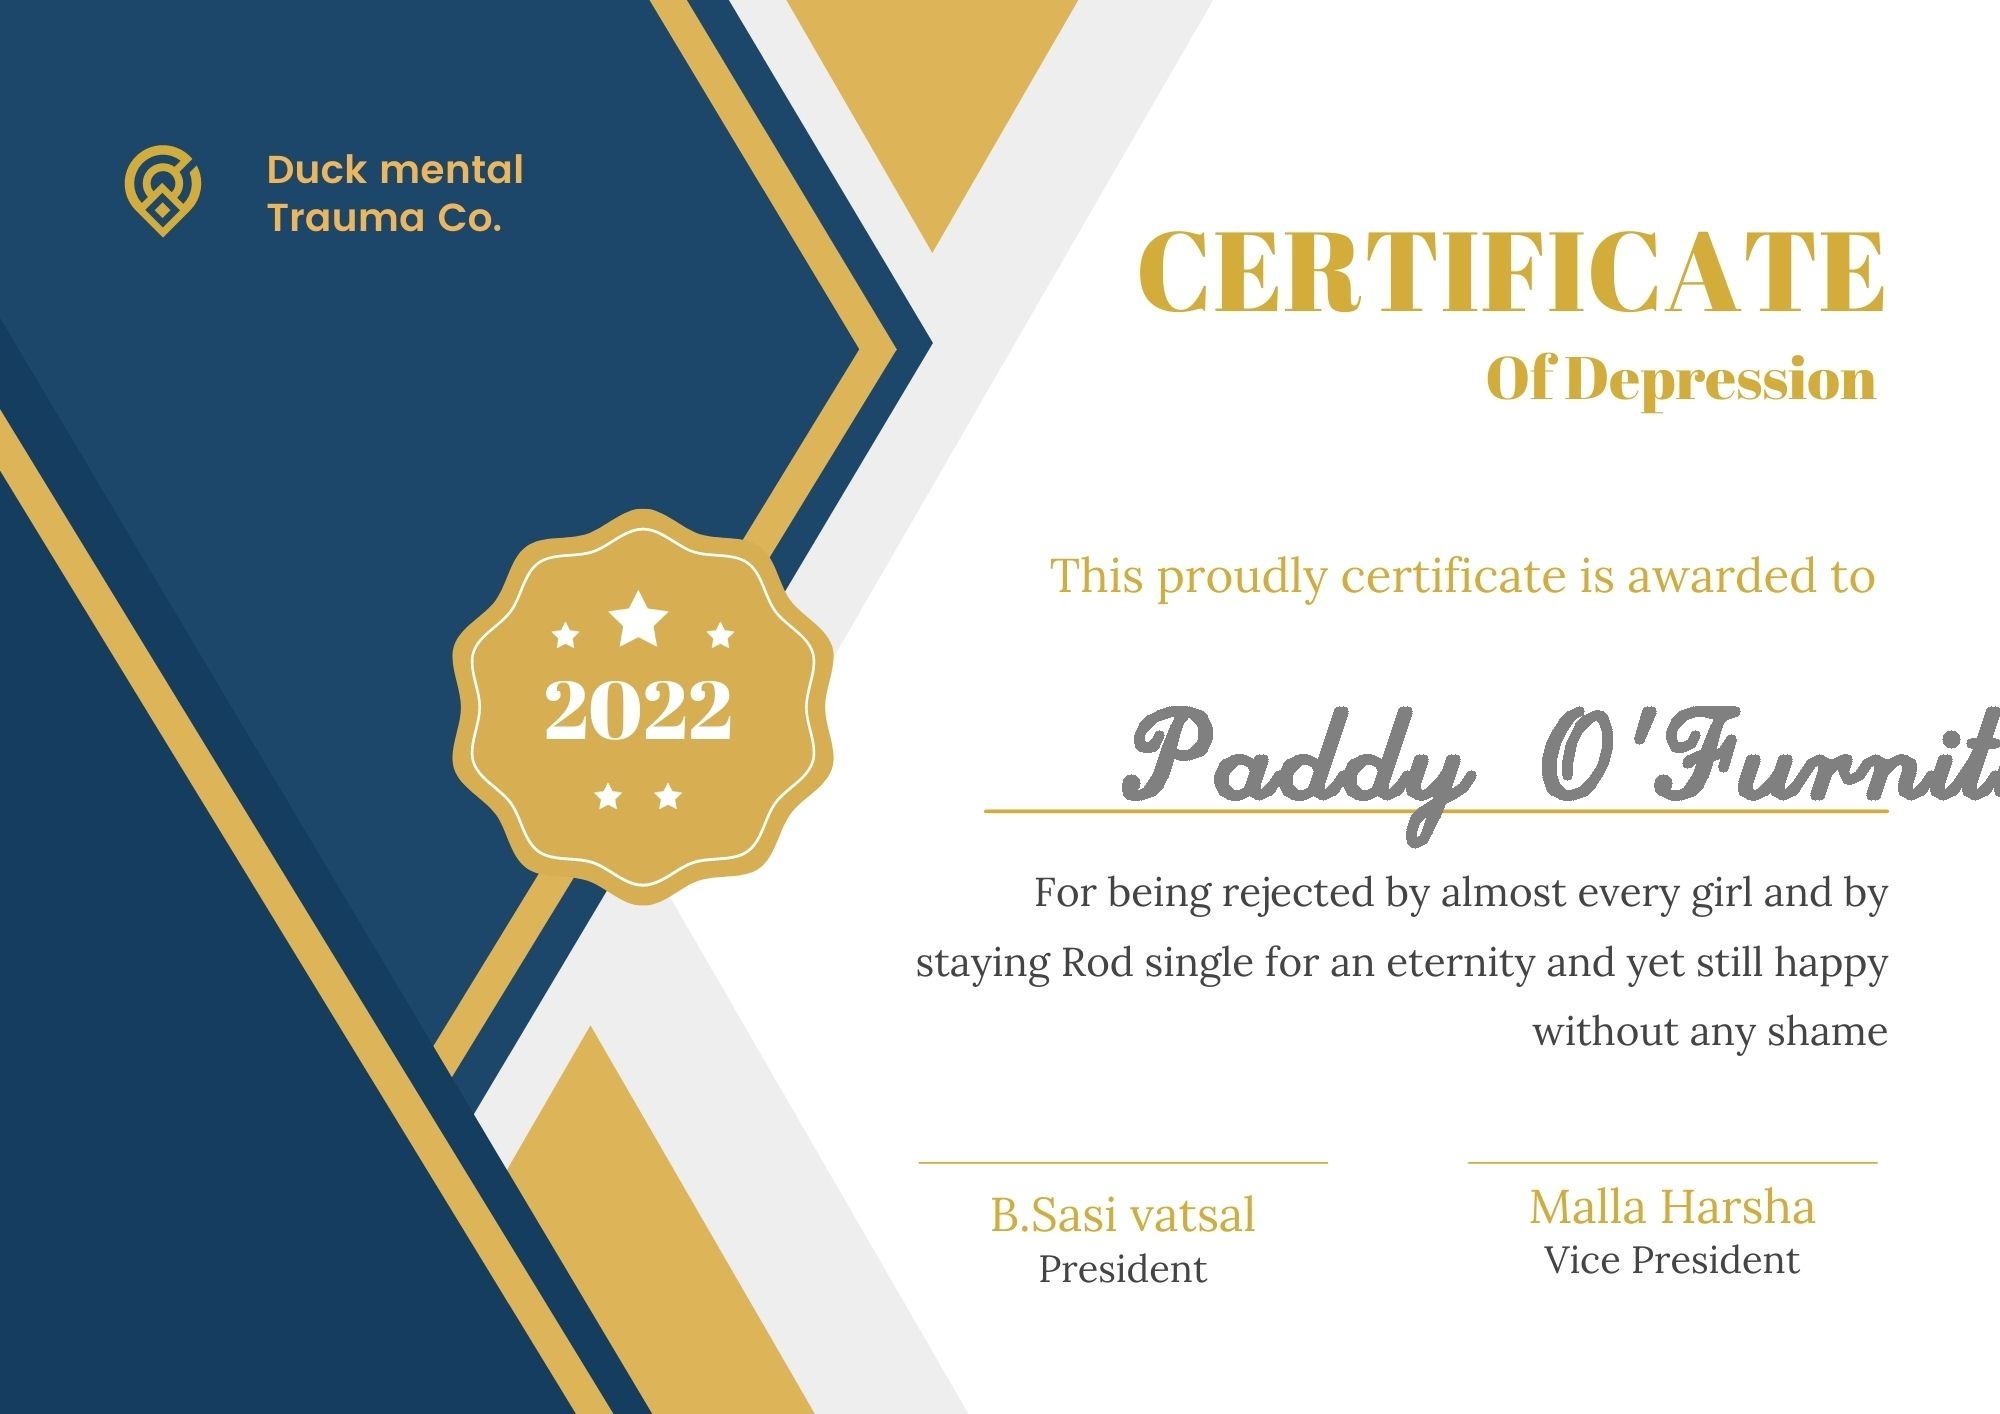 Duck mental
Trauma Co.
CERTIFICATE
Of Depression
This proudly certificate is awarded to
2022
Paddy O'Furnit
For being rejected by almost every girl and by
staying Rod single for an eternity and yet still happy
without any shame
B.Sasi vatsal
President
Malla Harsha
Vice President